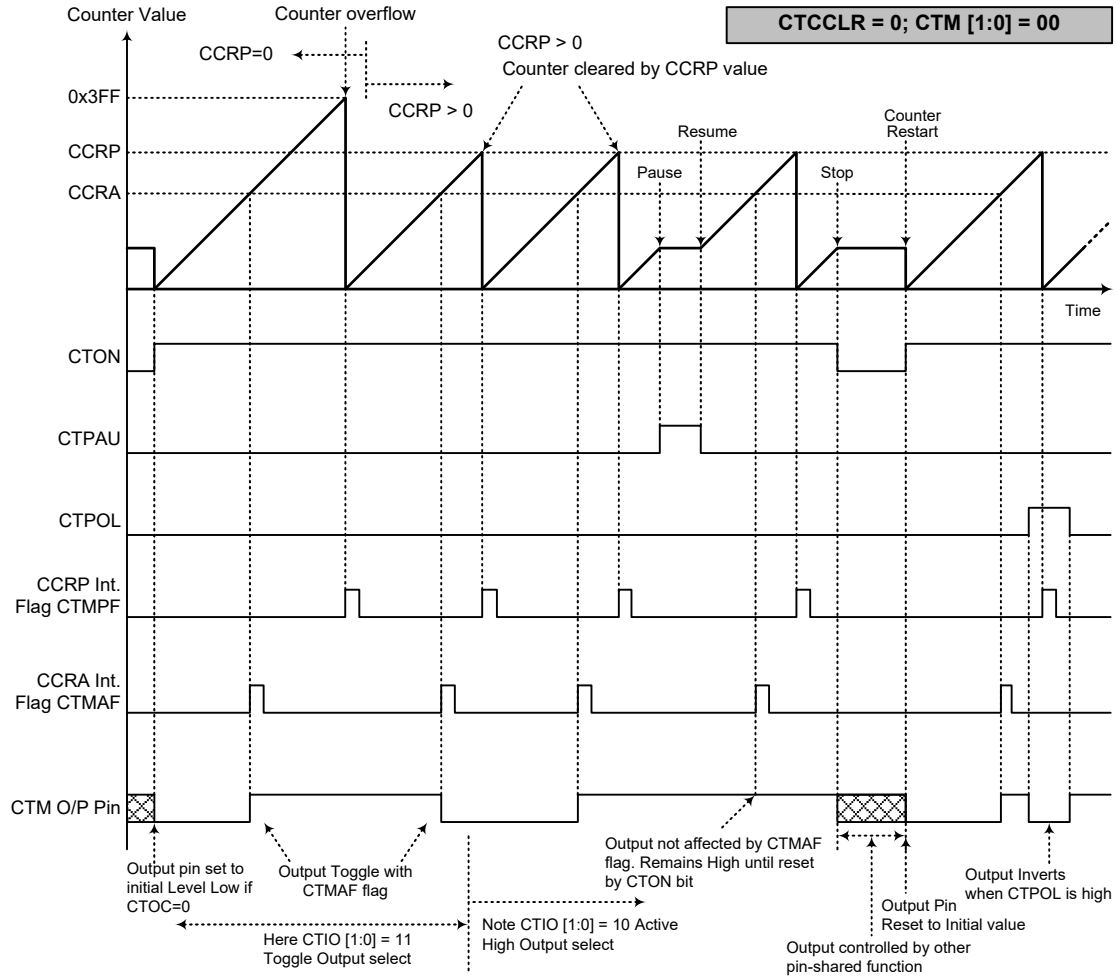 Counter Value
Counter overflow
CTCCLR = 0; CTM [1:0] = 00
CCRP=0
CCRP > 0
CCRP > 0
Counter cleared by CCRP value
0x3FF
CCRP
CCRA
Pause
Resume
Stop
Counter
Restart
Time
CTON
CTPAU
CTPOL
CCRP Int.
Flag CTMPF
CCRA Int.
Flag CTMAF
CTM O/P Pin
Output pin set to
initial Level Low if
CTOC=0
Output Toggle with
CTMAF flag
Here CTIO [1:0] = 11
Toggle Output select
Note CTIO [1:0] = 10 Active
High Output select
Output not affected by CTMAF
flag. Remains High until reset
by CTON bit
Output controlled by other
pin-shared function
Output Pin
Reset to Initial value
Output Inverts
when CTPOL is high